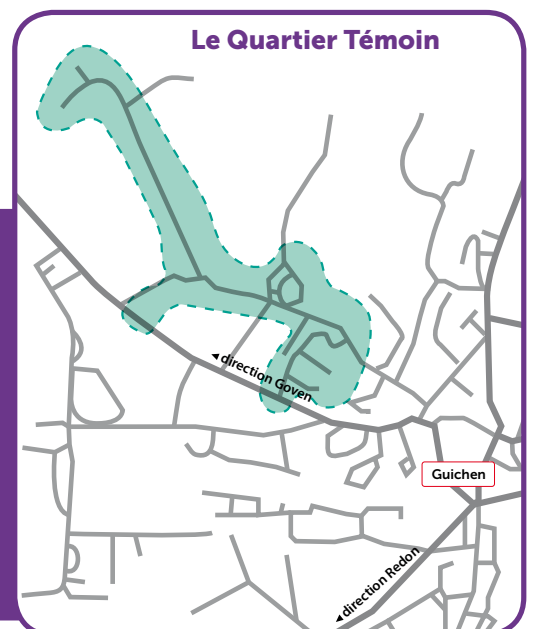 Le Quartier Témoin
◄direction Goven
Guichen
◄direction Redon